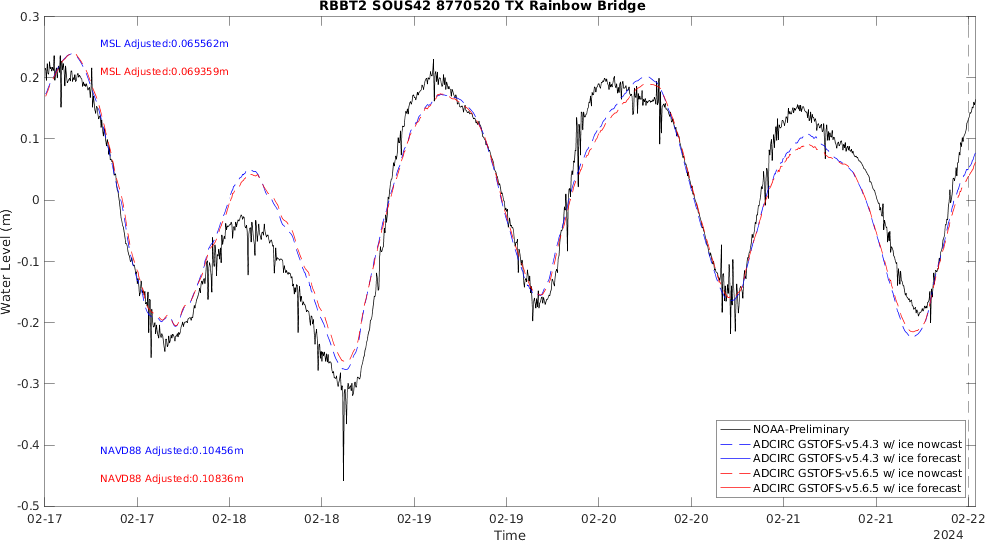 RBBT2 SOUS42 8770520 TX Rainbow Bridge
0.3
0.2
0.1
0
-0.1
-0.2
-0.3
-0.4
-0.5
Water Level (m)
MSL Adjusted:0.065562m
MSL Adjusted:0.069359m
NAVD88 Adjusted:0.10456m
NAVD88 Adjusted:0.10836m
NOAA-Preliminary
ADCIRC GSTOFS-v5.4.3 w/ ice nowcast
ADCIRC GSTOFS-v5.4.3 w/ ice forecast
ADCIRC GSTOFS-v5.6.5 w/ ice nowcast
ADCIRC GSTOFS-v5.6.5 w/ ice forecast
02-17 02-17 02-18 02-18 02-19 02-19 02-20 02-20 02-21 02-21 02-22
Time
2024